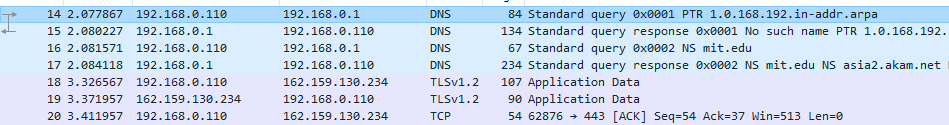 14 2.077867 192.168.0.110 192.168.0.1 DNS 84 Standard query 0x0001 PTR 1.0.168.192.in-addr.arpa
15 2.080227 192.168.0.1 192.168.0.110 DNS 134 Standard query response 0x0001 No such name PTR 1.0.168.192.
16 2.081571 192.168.0.110 192.168.0.1 DNS 67 Standard query 0x0002 NS mit.edu
17 2.084118 192.168.0.1 192.168.0.110 DNS 234 Standard query response 0x0002 NS mit.edu NS asia2.akam.net
18 3.326567 192.168.0.110 162.159.130.234 TLSv1.2 107 Application Data
19 3.371957 162.159.130.234 192.168.0.110 TLSv1.2 90 Application Data
20 3.411957 192.168.0.110 162.159.130.234 TCP 54 62876 → 443 [ACK] Seq=54 Ack=37 Win=513 Len=0